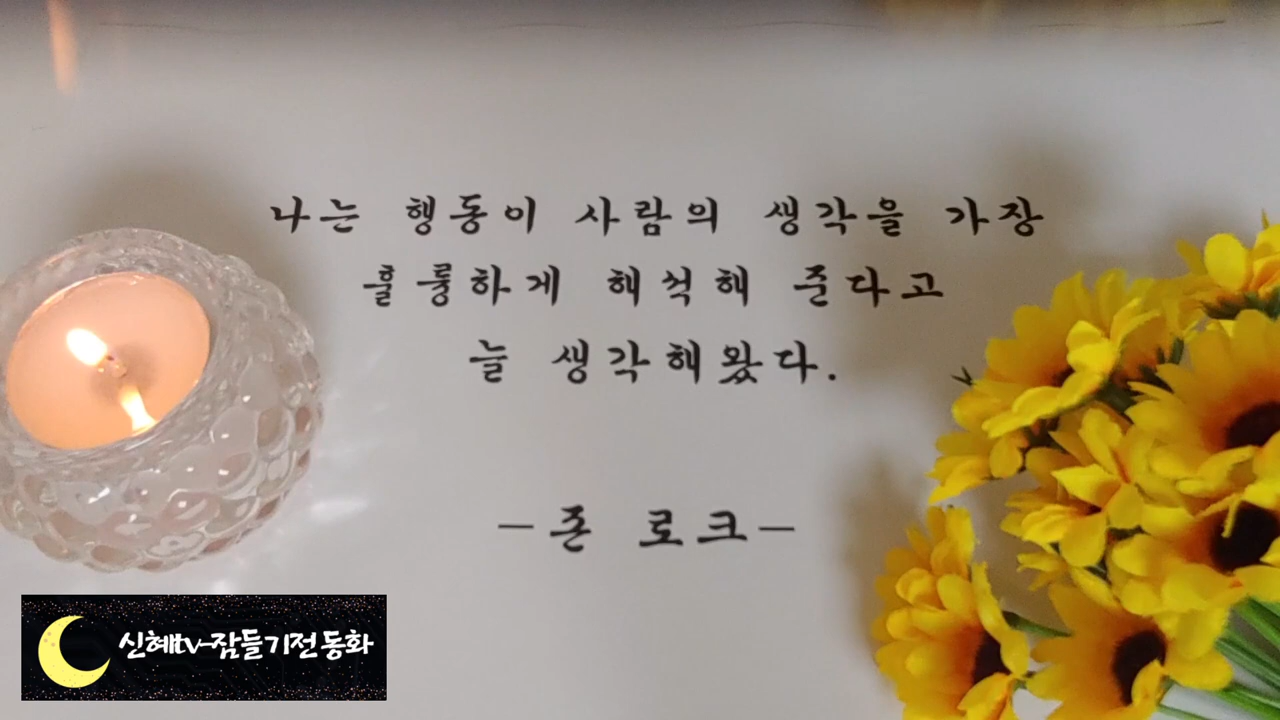 나는 행동이 사람의 생각을 가장
훌륭하게 해석해 준다고
늘 생각해왔다.
-존 로크-
신혜tv-잠들기전동화